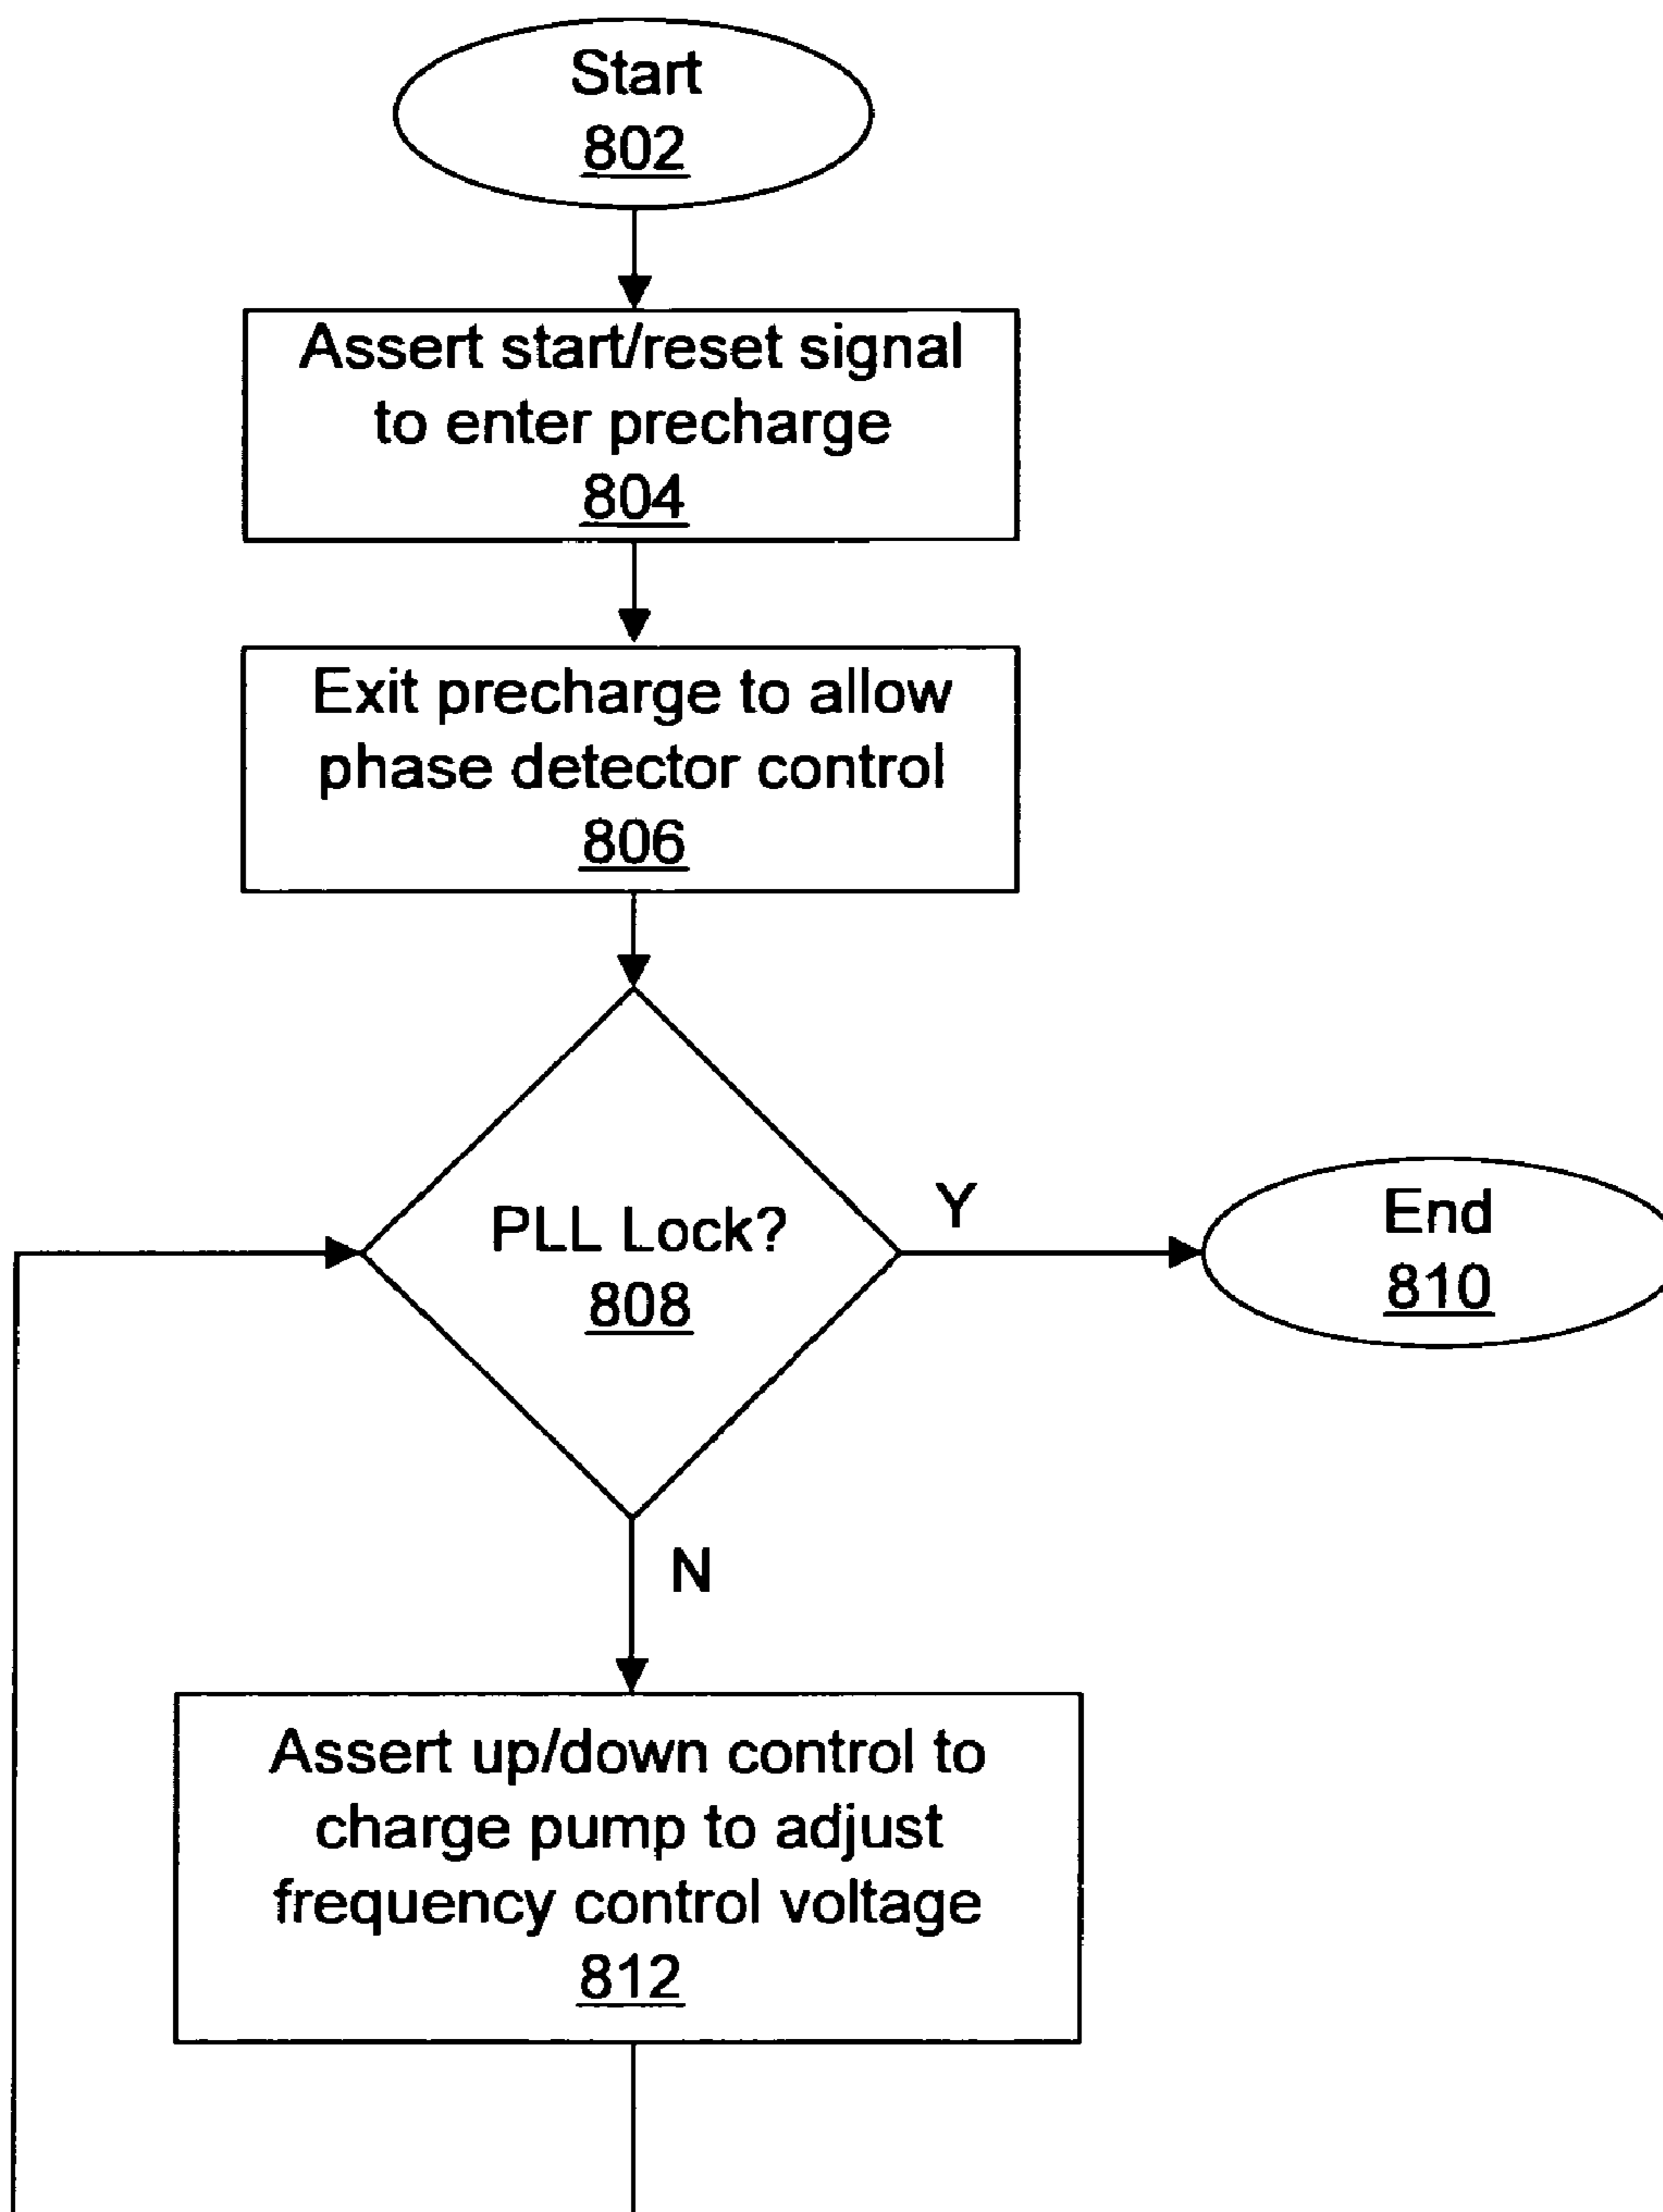 Start
802
Assert start/reset signal
to enter precharge
804
Exit precharge to allow
phase detector control
806
PLL Lock?
808
Y
End
810
N
Assert up/down control to
charge pump to adjust
frequency control voltage
812